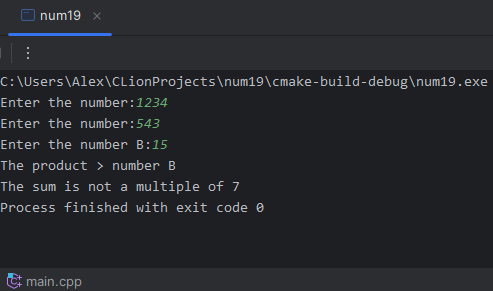 num19
C:\Users\Alex\CLionProjects\num19\cmake-build-debug\num19.exe
Enter the number:1234
Enter the number:543
Enter the number B:15
The product > number B
The sum is not a multiple of 7
Process finished with exit code 0
main.cpp